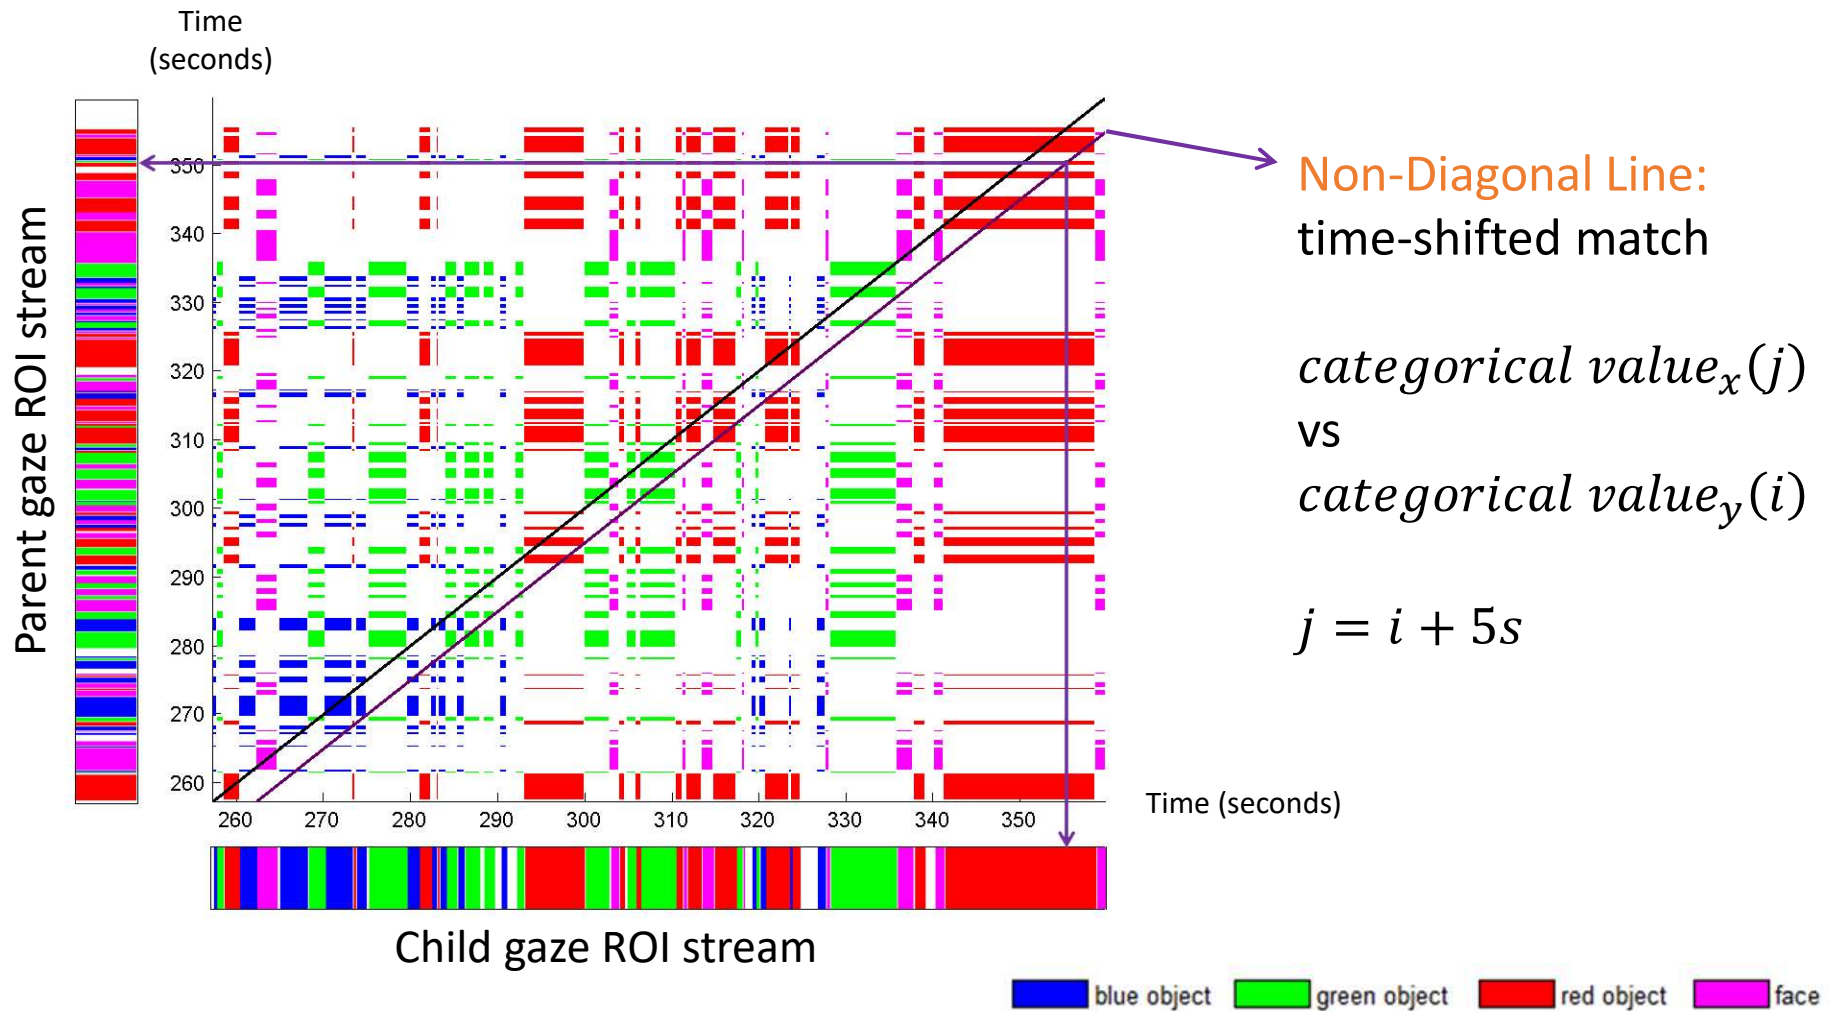 Time
(seconds)
Parent gaze ROI stream
350
340
330
320
310
300
290
280
270
260
260 270 280 290 300 310 320 330 340 350
Time (seconds)
Child gaze ROI stream
Non-Diagonal Line:
time-shifted match
categorical value_x(j)
vs
categorical value_y(i)
j = i + 5s
blue object green object red object face